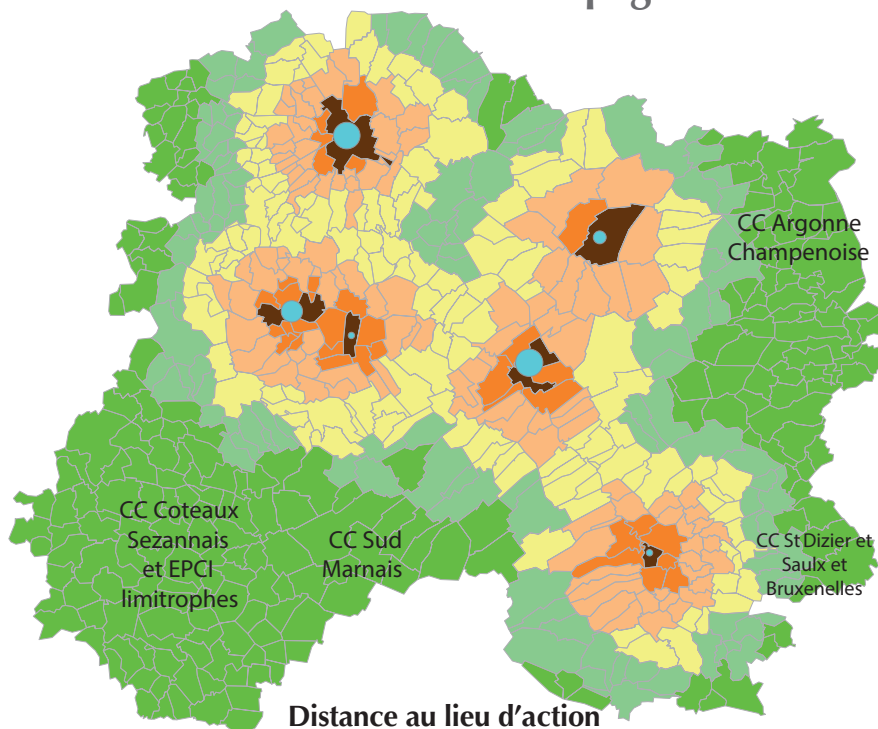 CC Argonne
Champenoise
CC Coteaux
Sezannais
et EPCI
limitrophes
CC Sud
Marnais
CC St Dizier et
Saulx et
Bruxenelles
Distance au lieu d’action